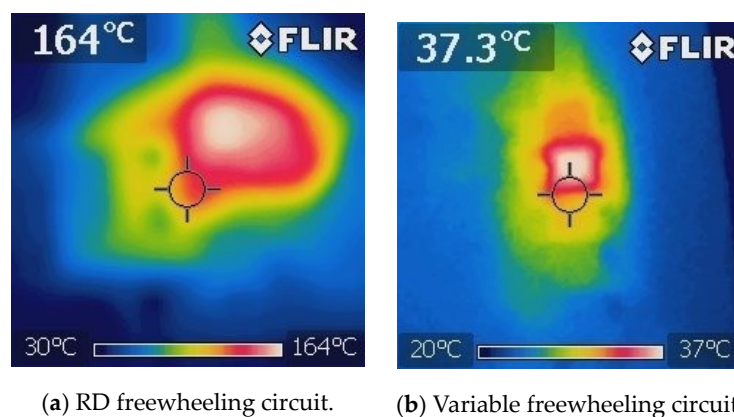 164°C FLIR
30°C 164°C
(a) RD freewheeling circuit.
37.3°C FLIR
20°C 37°C
(b) Variable freewheeling circuit